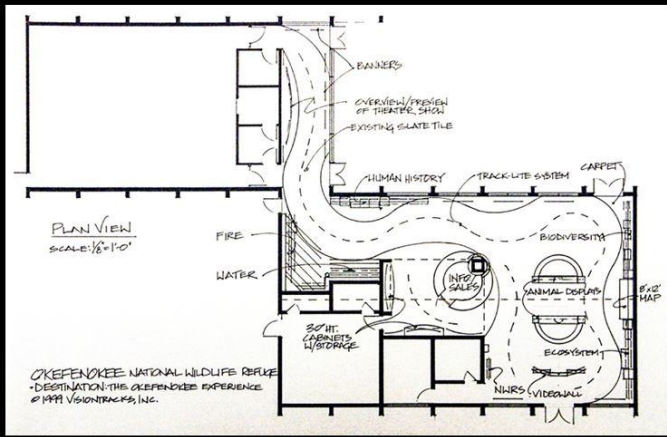 BANNERS
OVERVIEW/PREVIEW
OF THEATER SHOW
EXISTING SLATE TILE
HUMAN HISTORY
TRACK-LITE SYSTEM
CARPET
PLAN VIEW
SCALE: 1/8"=1'-0"
FIRE
BIODIVERSITY
WATER
INFO/
SALES
ANIMAL DISPLAYS
8'x12'
MAP
30" HT.
CABINETS
W/STORAGE
ECOSYSTEM
OKEFENOKEE NATIONAL WILDLIFE REFUGE
• DESTINATION: THE OKEFENOKEE EXPERIENCE
© 1999 VISIONTRACKS, INC.
NWRS
VIDEOWALL